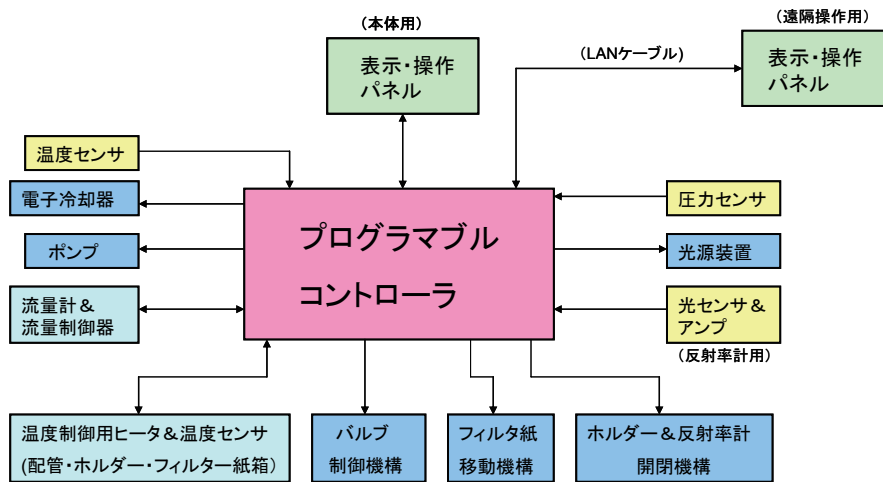 (本体用)
表示・操作
パネル
(LANケーブル)
(遠隔操作用)
表示・操作
パネル
温度センサ
電子冷却器
ポンプ
流量計＆
流量制御器
プログラマブル
コントローラ
圧力センサ
光源装置
光センサ＆
アンプ
(反射率計用)
温度制御用ヒータ＆温度センサ
(配管・ホルダー・フィルター紙箱)
バルブ
制御機構
フィルタ紙
移動機構
ホルダー＆反射率計
開閉機構